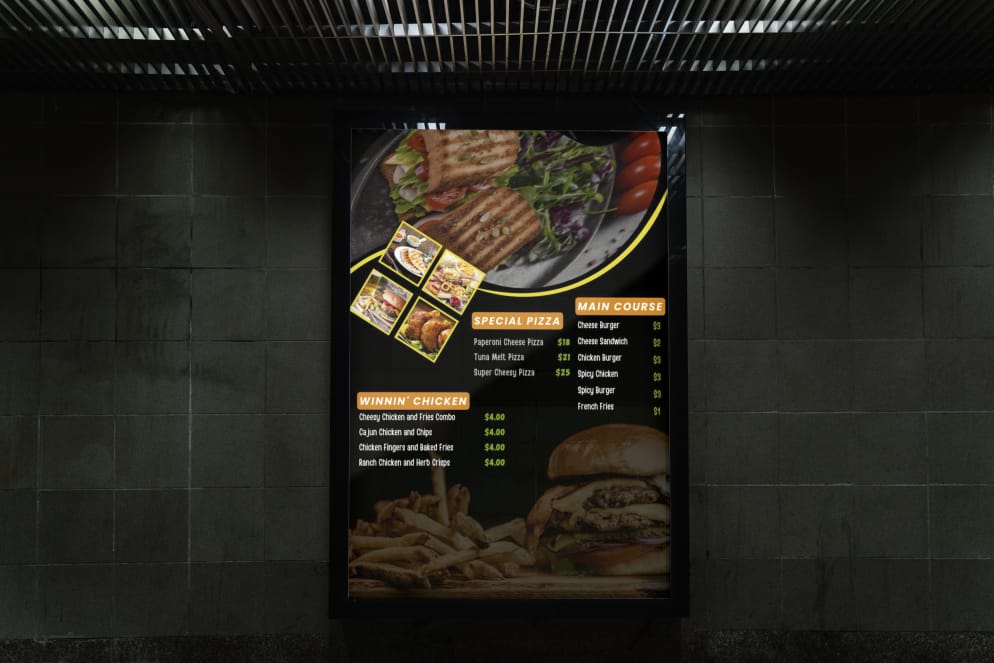 SPECIAL PIZZA
Paperoni Cheese Pizza $18
Tuna Melt Pizza $21
Super Cheesy Pizza $25
MAIN COURSE
Cheese Burger $3
Cheese Sandwich $2
Chicken Burger $3
Spicy Chicken $3
Spicy Burger $3
French Fries $1
WINNIN' CHICKEN
Cheesy Chicken and Fries Combo $4.00
Cajun Chicken and Chips $4.00
Chicken Fingers and Baked Fries $4.00
Ranch Chicken and Herb Crisps $4.00